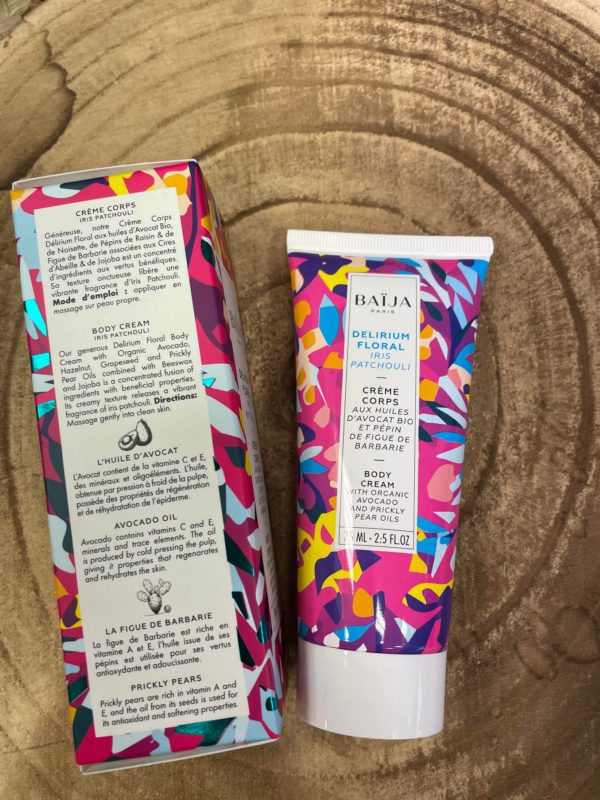 CRÈME CORPS
IRIS PATCHOULI
Généreuse, notre Crème Corps
Délirium Floral aux huiles d'Avocat Bio,
de Noisette, de Pépins de Raisin & de
Figue de Barbarie associées aux Cires
d'Abeille & de Jojoba est un concentré
d'ingrédients aux vertus bénéfiques.
Sa texture onctueuse libère une
vibrante fragrance d'Iris Patchouli.
Mode d'emploi : appliquer en
massage sur peau propre.
BODY CREAM
IRIS PATCHOULI
Our generous Delirium Floral Body
Cream with Organic Avocado,
Hazelnut, Grapeseed and Prickly
Pear Oils combined with Beeswax
and Jojoba is a concentrated fusion of
ingredients with beneficial properties.
Its creamy texture releases a vibrant
fragrance of iris patchouli. Directions:
Massage gently into clean skin.
L'HUILE D'AVOCAT
L'Avocat contient de la vitamine C et E,
des minéraux et oligoéléments. L'huile,
obtenue par pression à froid de la pulpe,
possède des propriétés de régénération
et de réhydratation de l'épiderme.
AVOCADO OIL
Avocado contains vitamins C and E,
minerals and trace elements. The oil
is produced by cold pressing the pulp,
giving it properties that regenerates
and rehydrates the skin.
LA FIGUE DE BARBARIE
La figue de Barbarie est riche en
vitamine A et E, l'huile issue de ses
pépins est utilisée pour ses vertus
antioxydante et adoucissante.
PRICKLY PEARS
Prickly pears are rich in vitamin A and
E, and the oil from its seeds is used for
its antioxidant and softening properties.
BAÏJA
PARIS
DELIRIUM
FLORAL
IRIS
PATCHOULI
CRÈME
CORPS
AUX HUILES
D'AVOCAT BIO
ET PÉPIN
DE FIGUE DE
BARBARIE
BODY
CREAM
WITH ORGANIC
AVOCADO
AND PRICKLY
PEAR OILS
75 ML - 2.5 FL.OZ